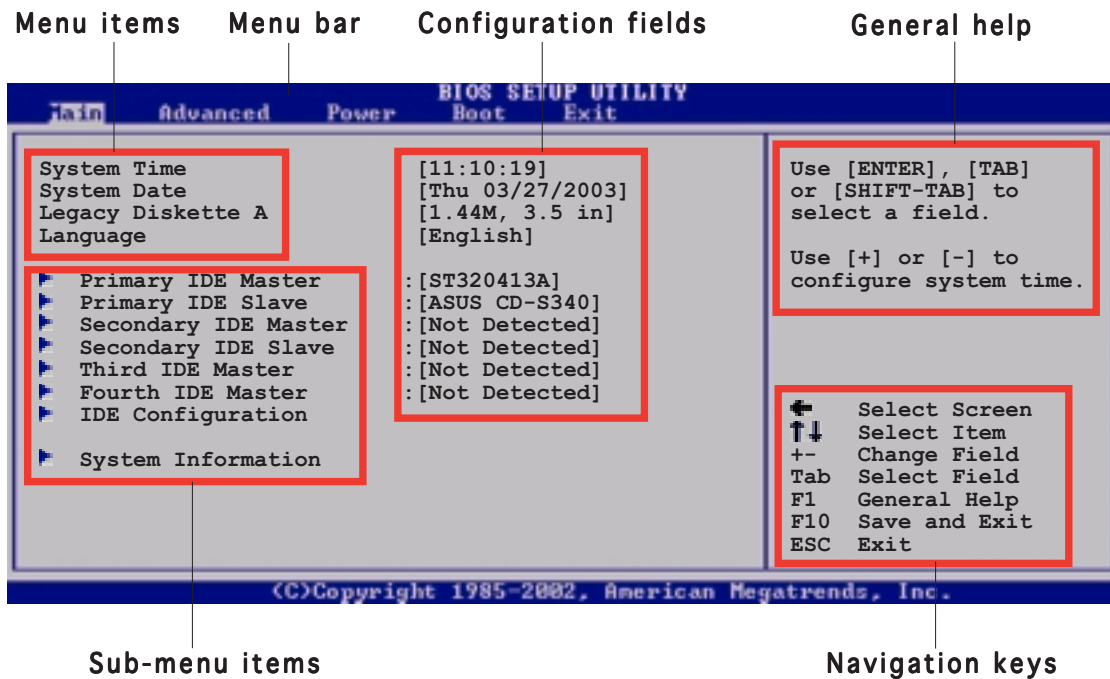 Menu items Menu bar Configuration fields General help
BIOS SETUP UTILITY
Main Advanced Power Boot Exit
System Time [11:10:19]
System Date [Thu 03/27/2003]
Legacy Diskette A [1.44M, 3.5 in]
Language [English]
Primary IDE Master :[ST320413A]
Primary IDE Slave :[ASUS CD-S340]
Secondary IDE Master :[Not Detected]
Secondary IDE Slave :[Not Detected]
Third IDE Master :[Not Detected]
Fourth IDE Master :[Not Detected]
IDE Configuration
System Information
Use [ENTER], [TAB]
or [SHIFT-TAB] to
select a field.
Use [+] or [-] to
configure system time.
← Select Screen
↑↓ Select Item
+- Change Field
Tab Select Field
F1 General Help
F10 Save and Exit
ESC Exit
(C)Copyright 1985-2002, American Megatrends, Inc.
Sub-menu items Navigation keys